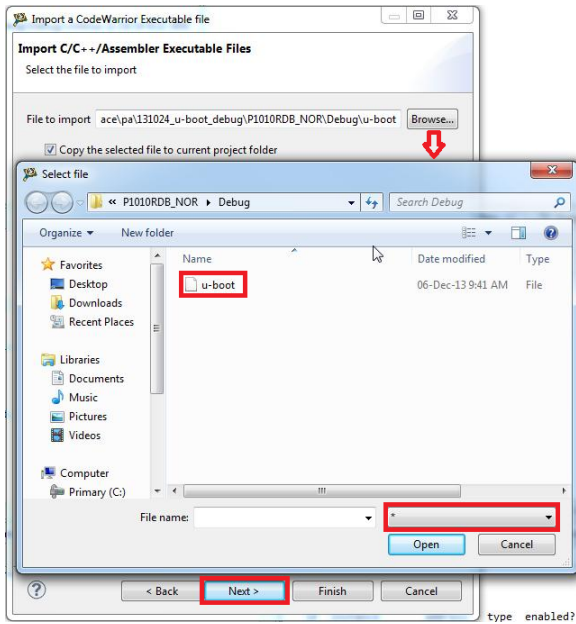 Import a CodeWarrior Executable file
Import C/C++/Assembler Executable Files
Select the file to import
File to import ace\pa\131024_u-boot_debug\P1010RDB_NOR\Debug\u-boot Browse...
Copy the selected file to current project folder
Select file
« P1010RDB_NOR Debug Search Debug
Organize New folder
Name Date modified Type
Favorites
u-boot 06-Dec-13 9:41 AM File
Desktop
Downloads
Recent Places
Libraries
Documents
Music
Pictures
Videos
Computer
Primary (C:)
File name: *
Open Cancel
? < Back Next > Finish Cancel
type enabled?